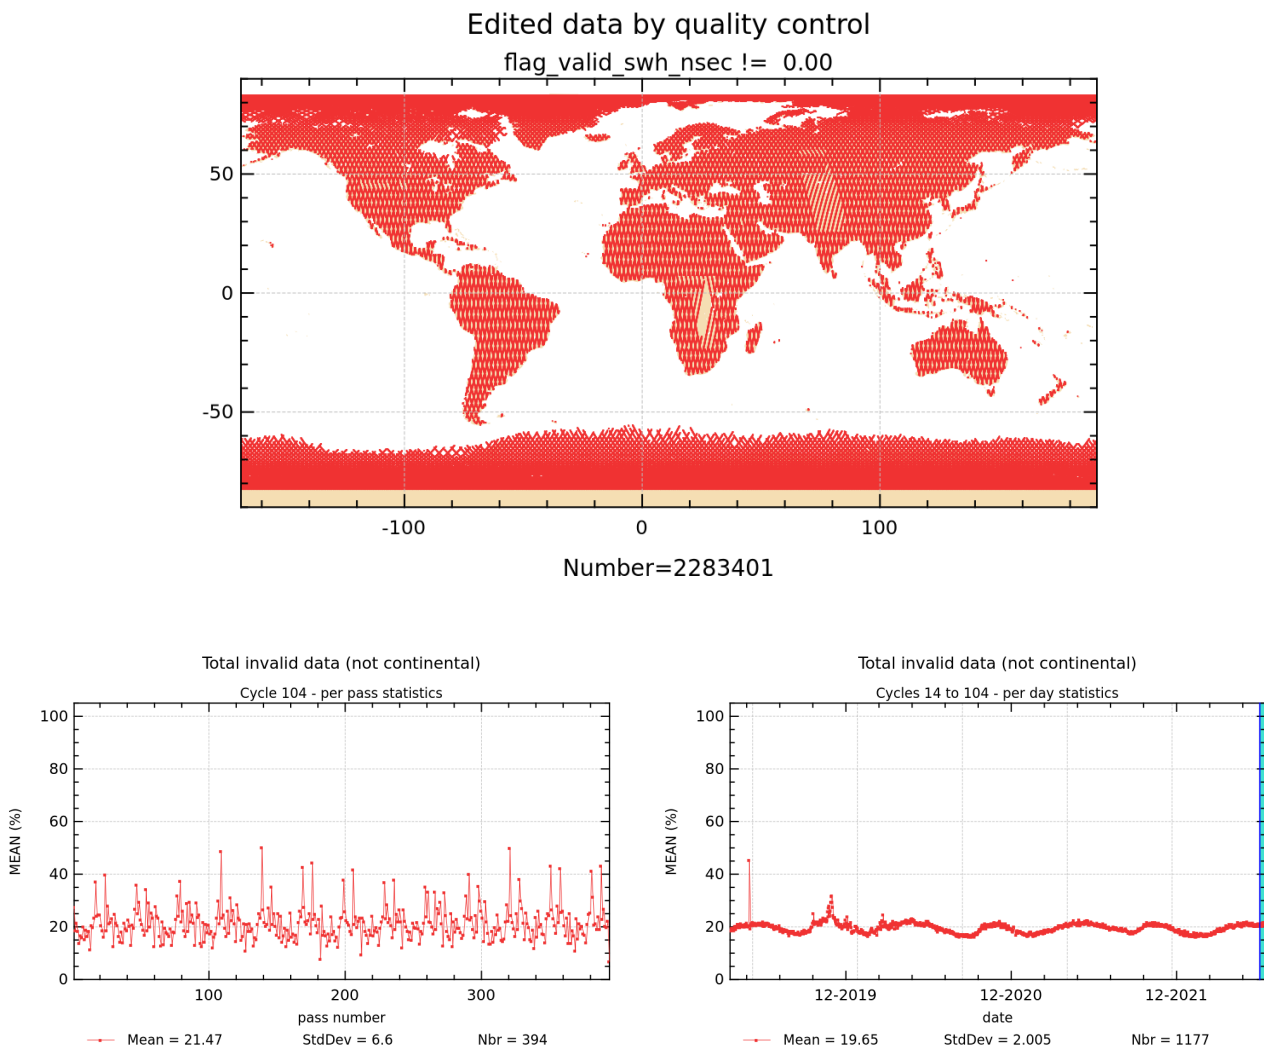 Edited data by quality control
flag_valid_swh_nsec != 0.00
50
0
-50
-100 0 100
Number=2283401
Total invalid data (not continental)
Cycle 104 - per pass statistics
MEAN (%)
100
80
60
40
20
0
100 200 300
pass number
Mean = 21.47 StdDev = 6.6 Nbr = 394
Total invalid data (not continental)
Cycles 14 to 104 - per day statistics
MEAN (%)
100
80
60
40
20
0
12-2019 12-2020 12-2021
date
Mean = 19.65 StdDev = 2.005 Nbr = 1177